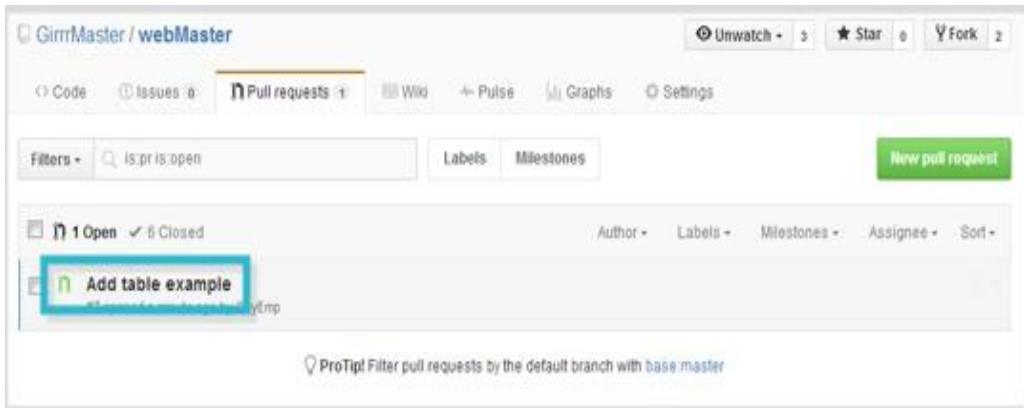 GirrrMaster / webMaster
Unwatch 3 Star 0 Fork 2
Code Issues 0 Pull requests 1 Wiki Pulse Graphs Settings
Filters is:pr is:open Labels Milestones New pull request
1 Open 6 Closed Author Labels Milestones Assignee Sort
Add table example
ProTip! Filter pull requests by the default branch with base:master